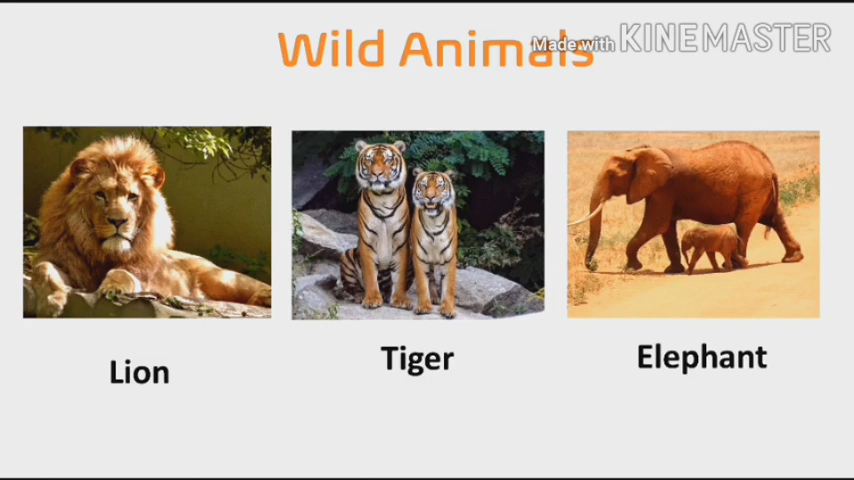 Wild Animals
Made with KINEMASTER
Lion
Tiger
Elephant